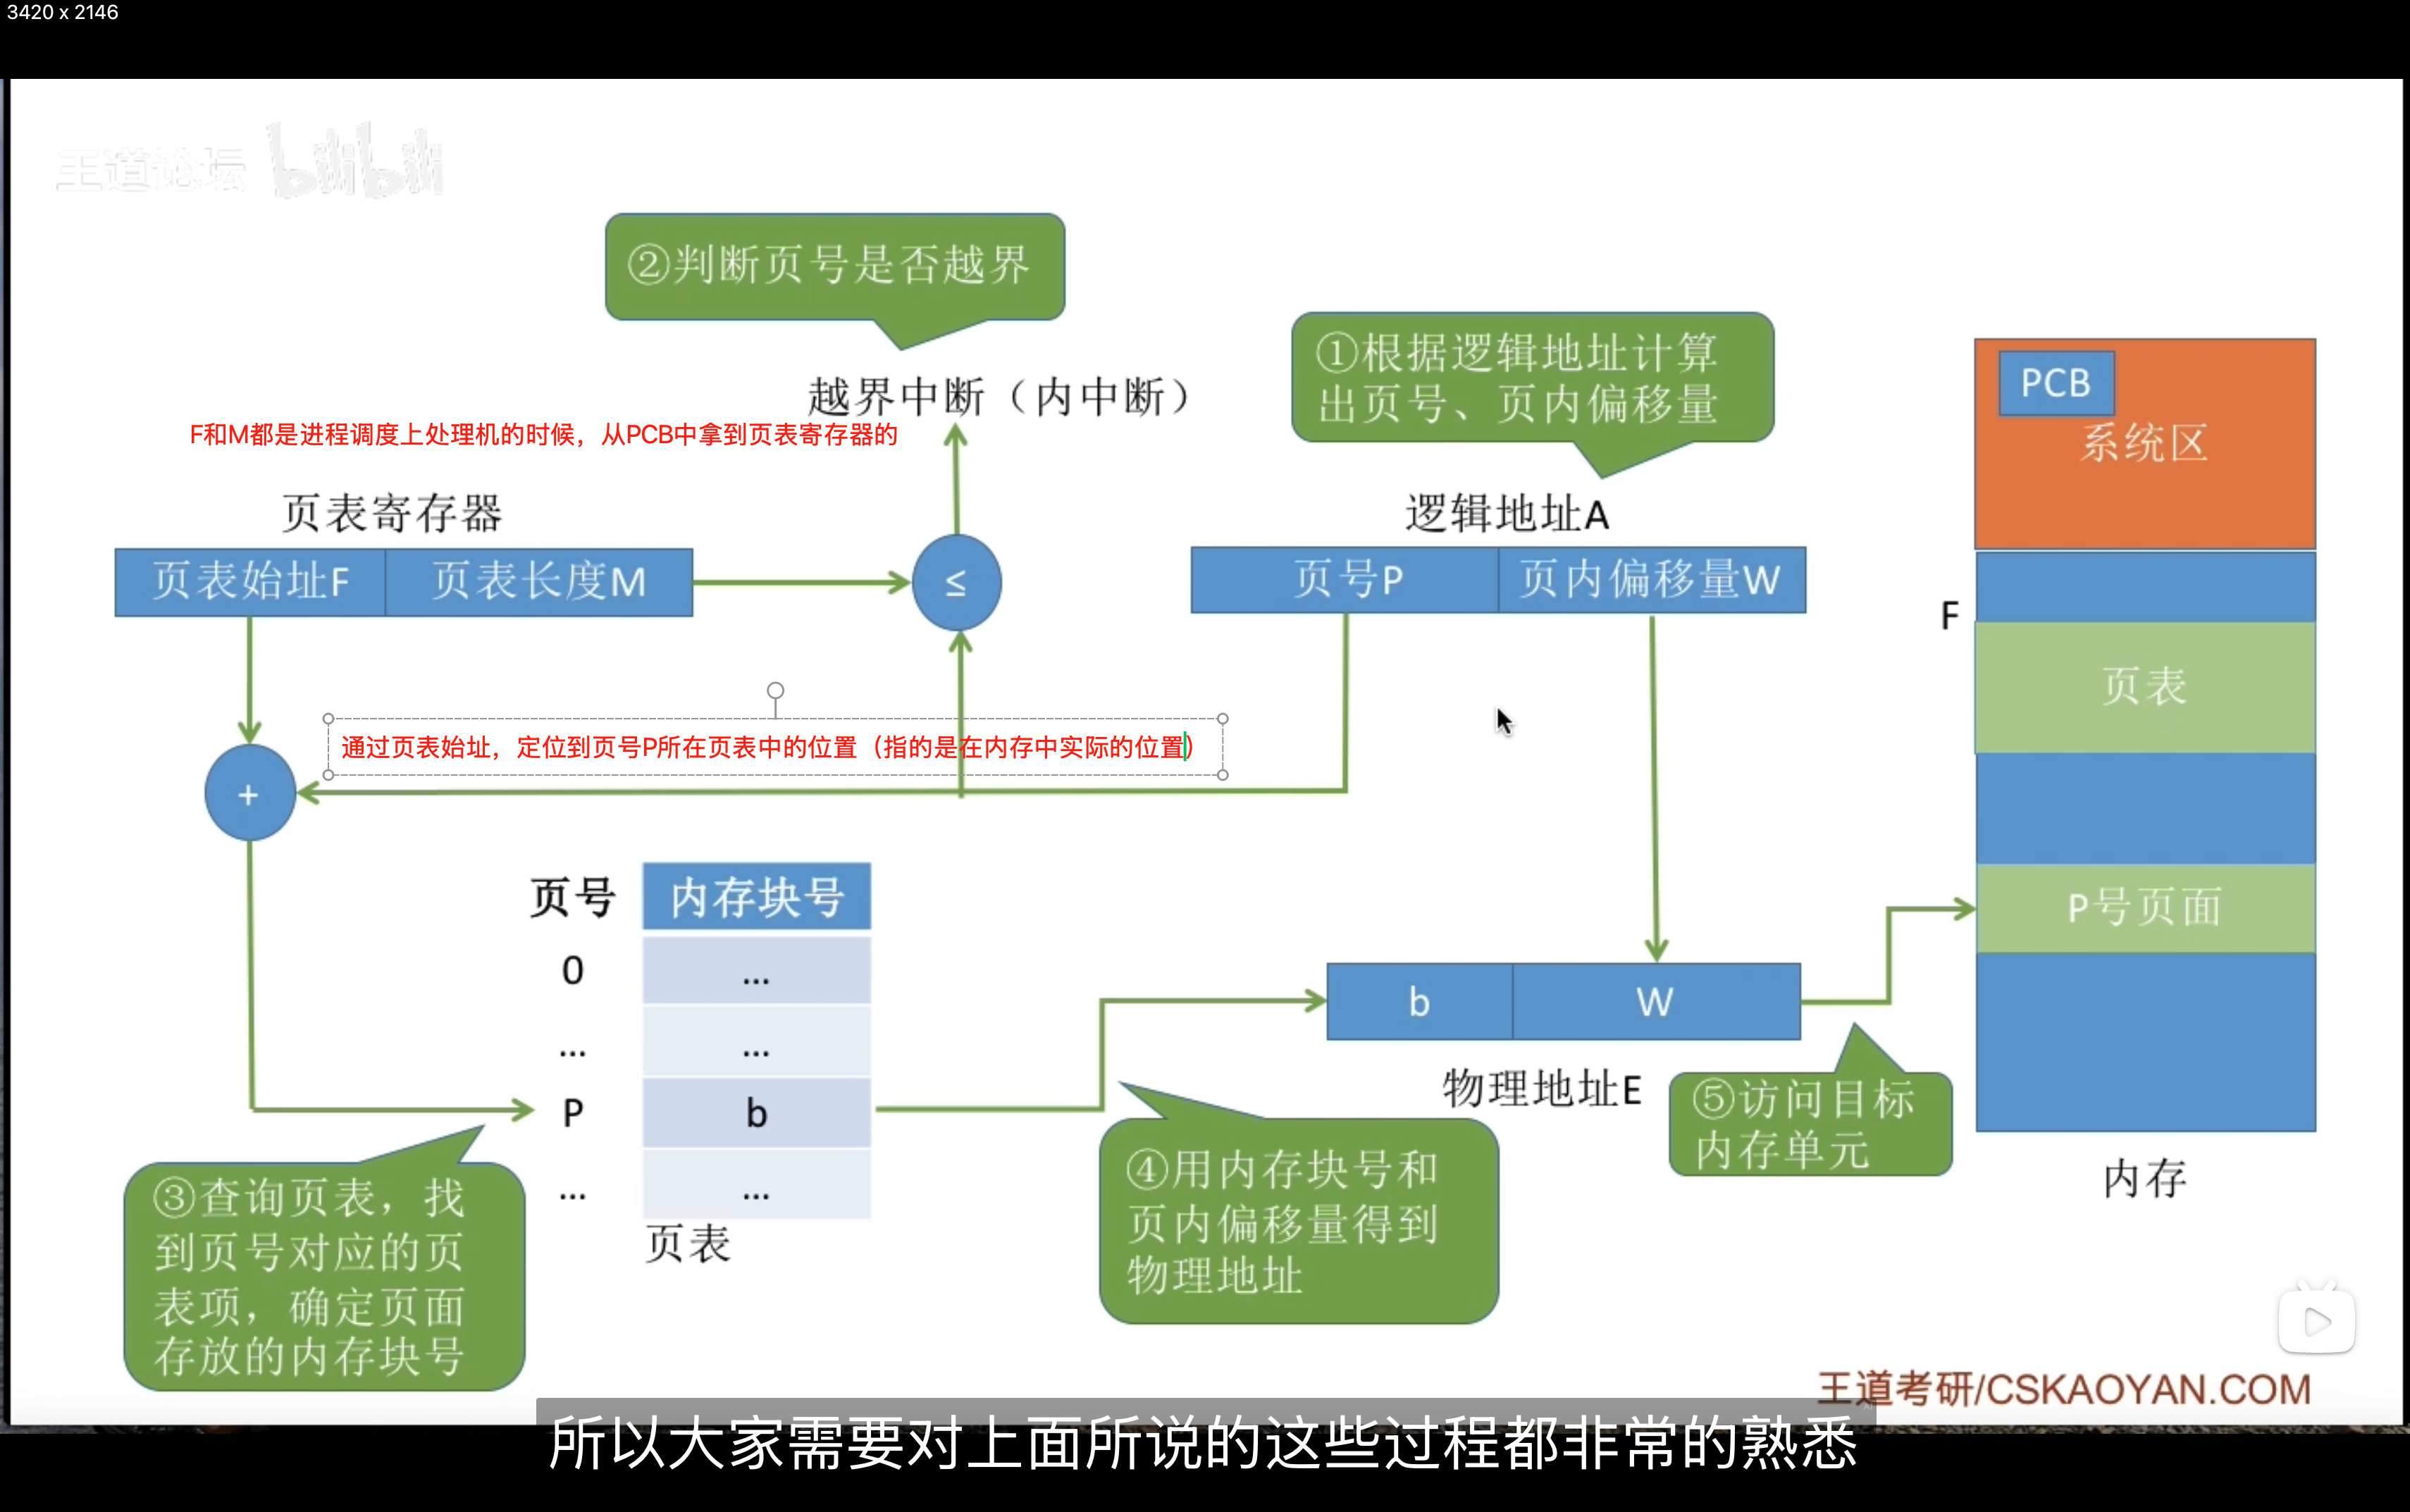 3420 x 2146
王道论坛 bilibili
②判断页号是否越界
越界中断（内中断）
①根据逻辑地址计算
出页号、页内偏移量
PCB
系统区
F和M都是进程调度上处理机的时候，从PCB中拿到页表寄存器的
页表寄存器
逻辑地址A
页表始址F
页表长度M
≤
页号P
页内偏移量W
F
页表
通过页表始址，定位到页号P所在页表中的位置（指的是在内存中实际的位置）
+
页号
内存块号
P号页面
0
...
...
...
b
W
P
b
物理地址E
⑤访问目标
内存单元
③查询页表，找
到页号对应的页
表项，确定页面
存放的内存块号
...
...
页表
④用内存块号和
页内偏移量得到
物理地址
内存
王道考研/CSKAOYAN.COM
所以大家需要对上面所说的这些过程都非常的熟悉